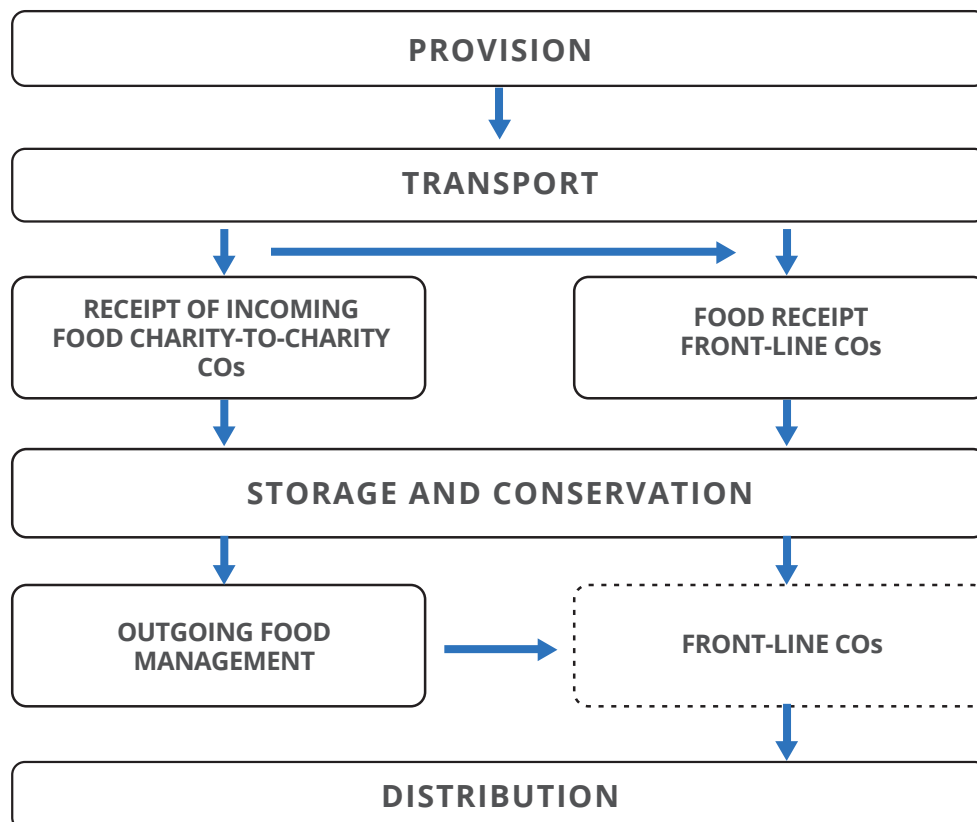 PROVISION
TRANSPORT
RECEIPT OF INCOMING
FOOD CHARITY-TO-CHARITY
COs
FOOD RECEIPT
FRONT-LINE COs
STORAGE AND CONSERVATION
OUTGOING FOOD
MANAGEMENT
FRONT-LINE COs
DISTRIBUTION